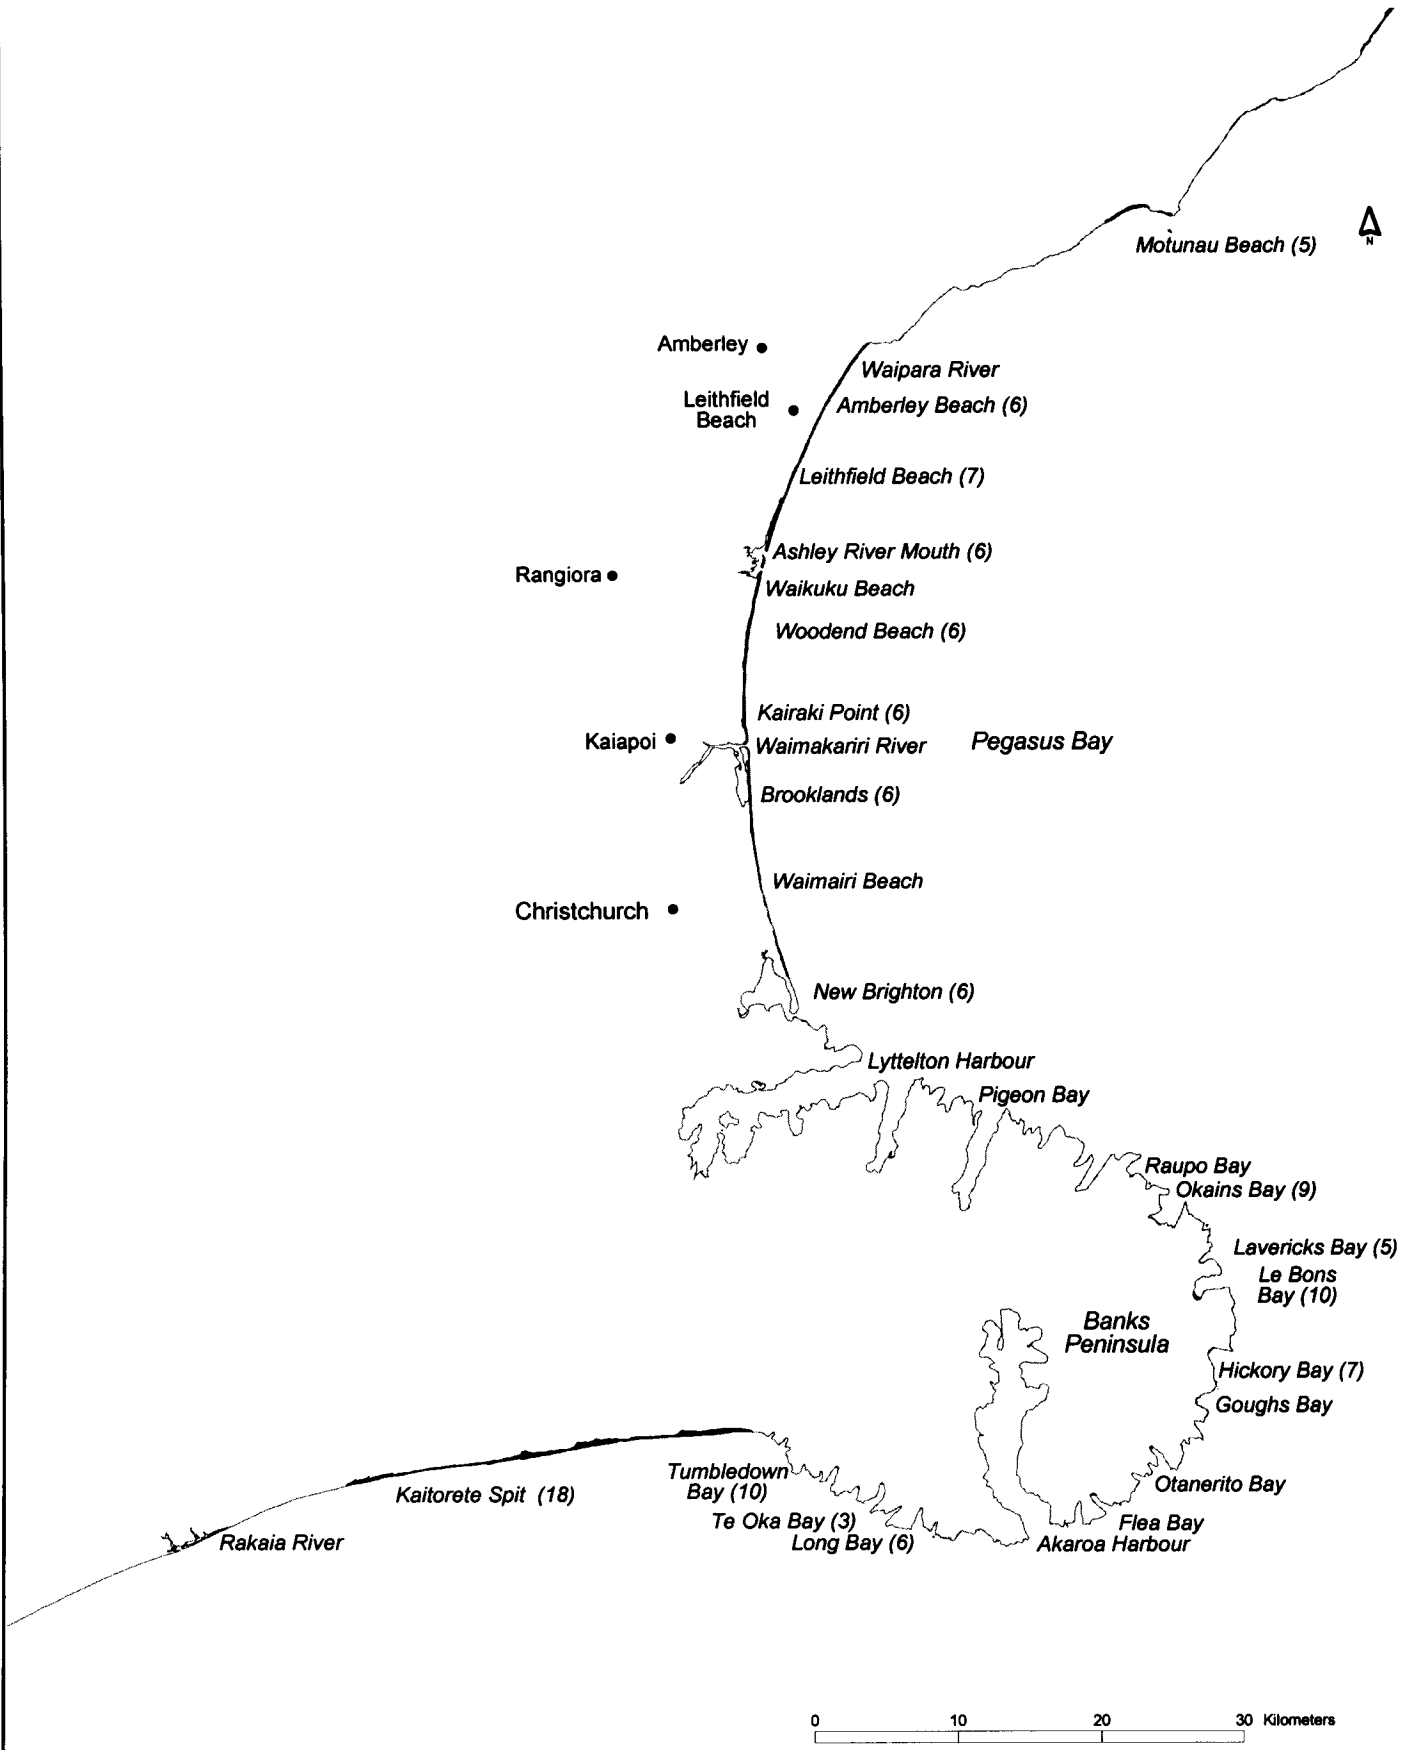 Motunau Beach (5)
N
Amberley
Waipara River
Leithfield
Beach
Amberley Beach (6)
Leithfield Beach (7)
Ashley River Mouth (6)
Rangiora
Waikuku Beach
Woodend Beach (6)
Kairaki Point (6)
Kaiapoi
Waimakariri River
Pegasus Bay
Brooklands (6)
Waimairi Beach
Christchurch
New Brighton (6)
Lyttelton Harbour
Pigeon Bay
Raupo Bay
Okains Bay (9)
Lavericks Bay (5)
Le Bons
Bay (10)
Banks
Peninsula
Hickory Bay (7)
Goughs Bay
Tumbledown
Bay (10)
Kaitorete Spit (18)
Otanerito Bay
Te Oka Bay (3)
Flea Bay
Long Bay (6)
Akaroa Harbour
Rakaia River
0 10 20 30 Kilometers